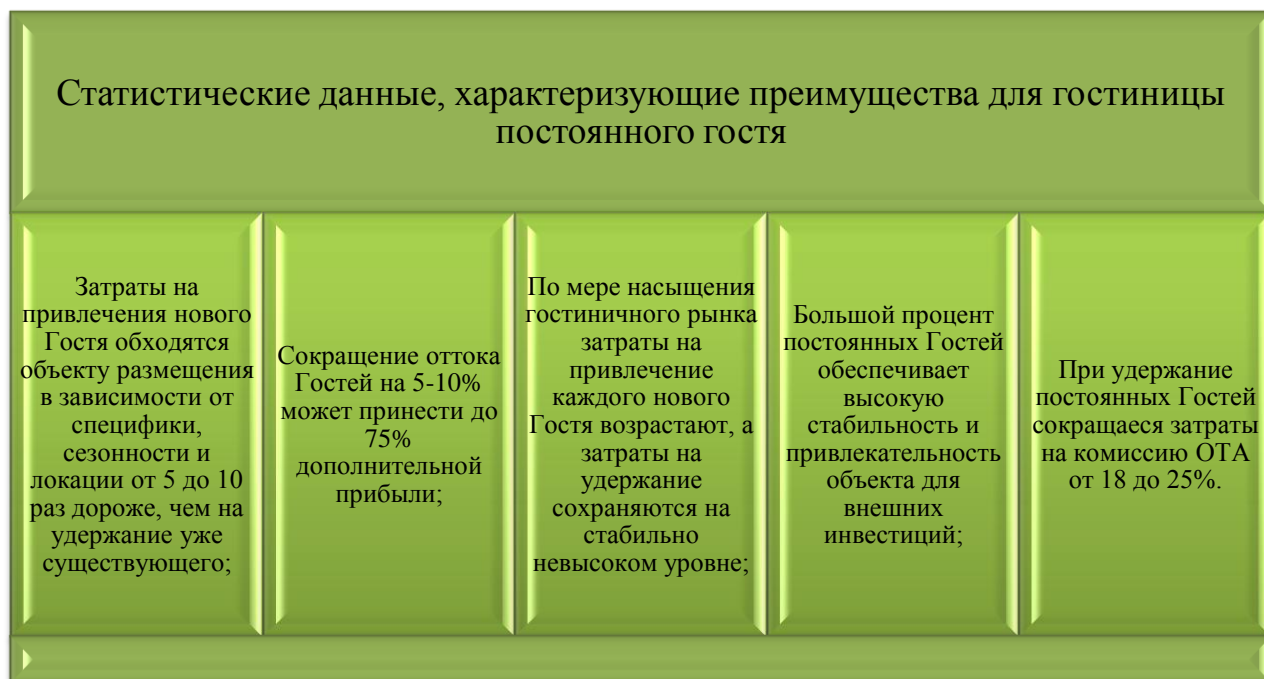 Статистические данные, характеризующие преимущества для гостиницы
постоянного гостя
Затраты на
привлечения нового
Гостя обходятся
объекту размещения
в зависимости от
специфики,
сезонности и
локации от 5 до 10
раз дороже, чем на
удержание уже
существующего;
Сокращение оттока
Гостей на 5-10%
может принести до
75%
дополнительной
прибыли;
По мере насыщения
гостиничного рынка
затраты на
привлечение
каждого нового
Гостя возрастают, а
затраты на
удержание
сохраняются на
стабильно
невысоком уровне;
Большой процент
постоянных Гостей
обеспечивает
высокую
стабильность и
привлекательность
объекта для
внешних
инвестиций;
При удержание
постоянных Гостей
сокращаеся затраты
на комиссию ОТА
от 18 до 25%.